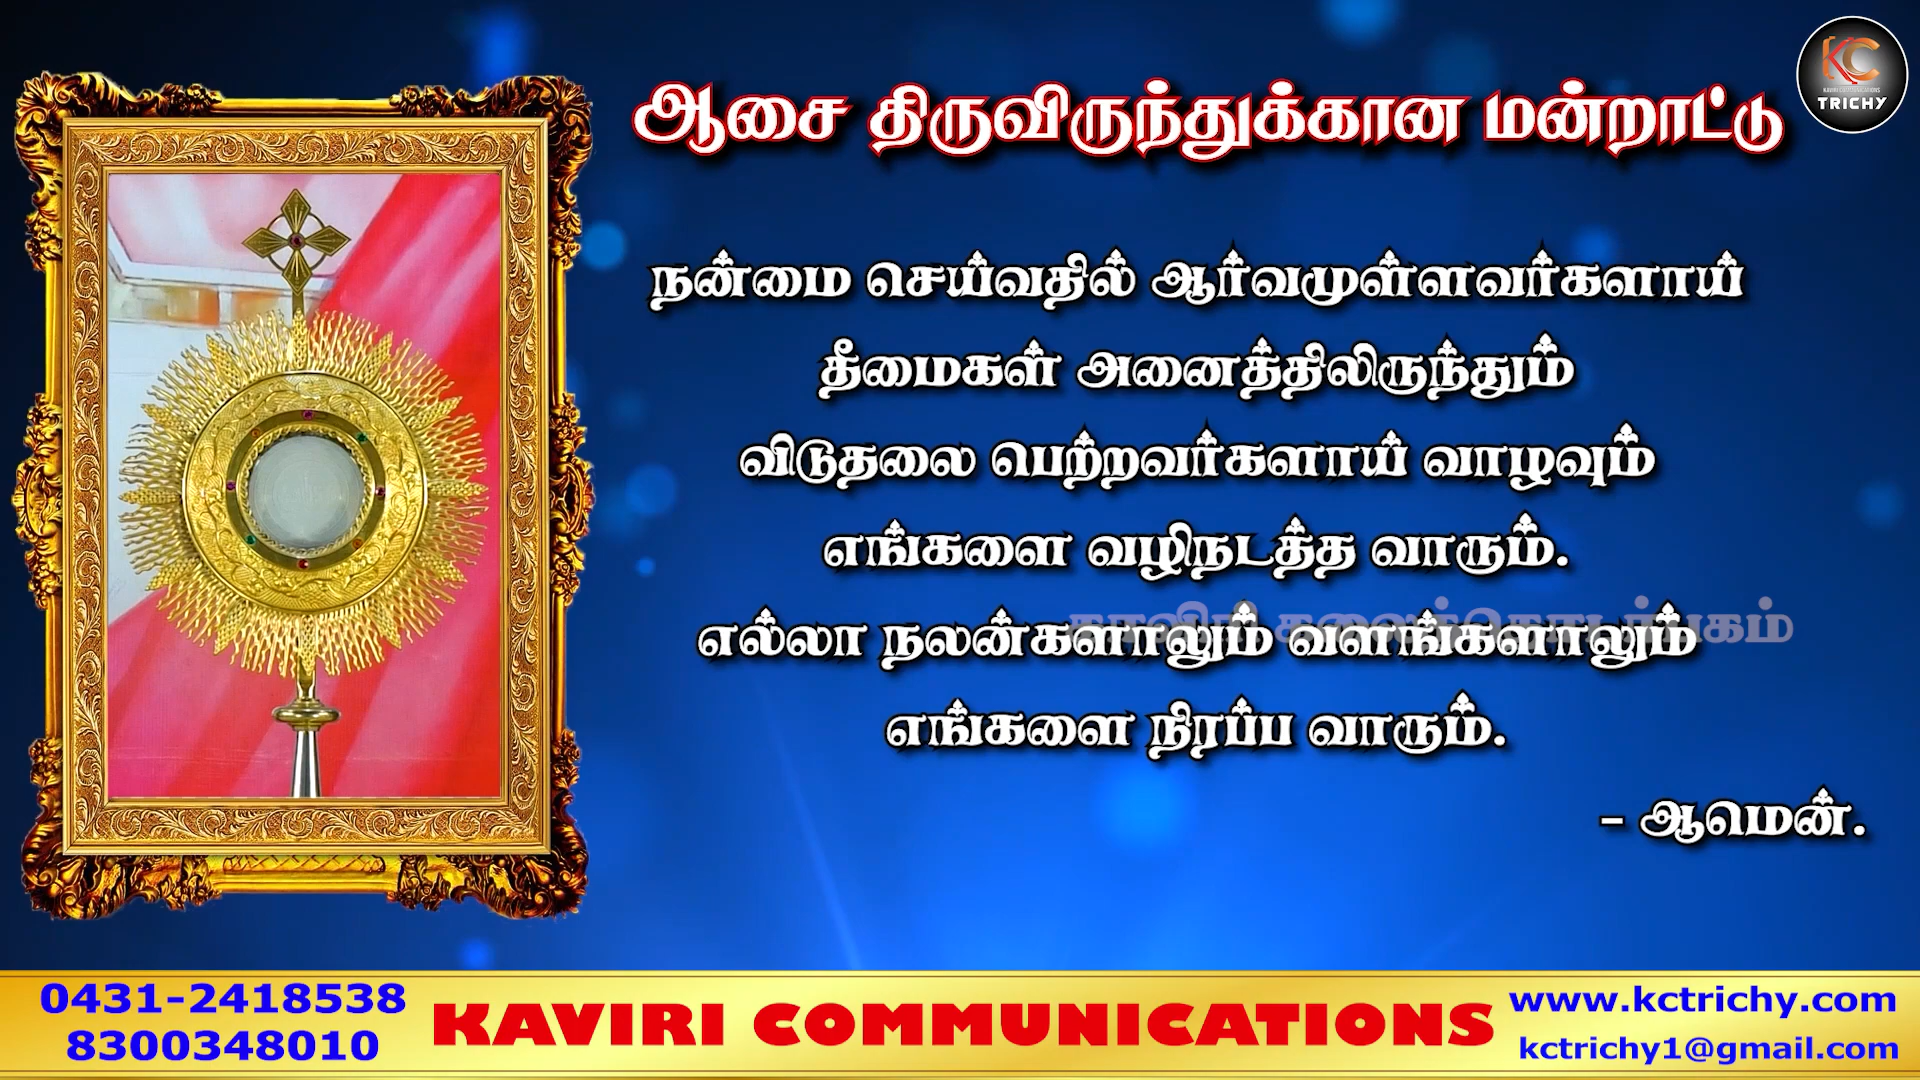 ஆசை திருவிருந்துக்கான மன்றாட்டு
KC
KAVIRI COMMUNICATIONS
TRICHY
நன்மை செய்வதில் ஆர்வமுள்ளவர்களாய்
தீமைகள் அனைத்திலிருந்தும்
விடுதலை பெற்றவர்களாய் வாழவும்
எங்களை வழிநடத்த வாரும்.
எல்லா நலன்களாலும் வளங்களாலும்
எங்களை நிரப்ப வாரும்.
- ஆமென்.
0431-2418538
8300348010
KAVIRI COMMUNICATIONS
www.kctrichy.com
kctrichy1@gmail.com